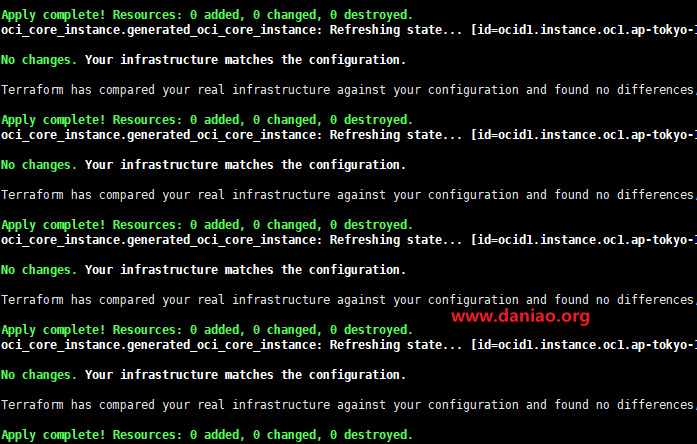 Apply complete! Resources: 0 added, 0 changed, 0 destroyed.
oci_core_instance.generated_oci_core_instance: Refreshing state... [id=ocid1.instance.oc1.ap-tokyo-1
No changes. Your infrastructure matches the configuration.
Terraform has compared your real infrastructure against your configuration and found no differences,
Apply complete! Resources: 0 added, 0 changed, 0 destroyed.
oci_core_instance.generated_oci_core_instance: Refreshing state... [id=ocid1.instance.oc1.ap-tokyo-1
No changes. Your infrastructure matches the configuration.
Terraform has compared your real infrastructure against your configuration and found no differences,
Apply complete! Resources: 0 added, 0 changed, 0 destroyed.
oci_core_instance.generated_oci_core_instance: Refreshing state... [id=ocid1.instance.oc1.ap-tokyo-1
No changes. Your infrastructure matches the configuration.
Terraform has compared your real infrastructure against your configuration and found no differences,
www.daniao.org
Apply complete! Resources: 0 added, 0 changed, 0 destroyed.
oci_core_instance.generated_oci_core_instance: Refreshing state... [id=ocid1.instance.oc1.ap-tokyo-1
No changes. Your infrastructure matches the configuration.
Terraform has compared your real infrastructure against your configuration and found no differences,
Apply complete! Resources: 0 added, 0 changed, 0 destroyed.